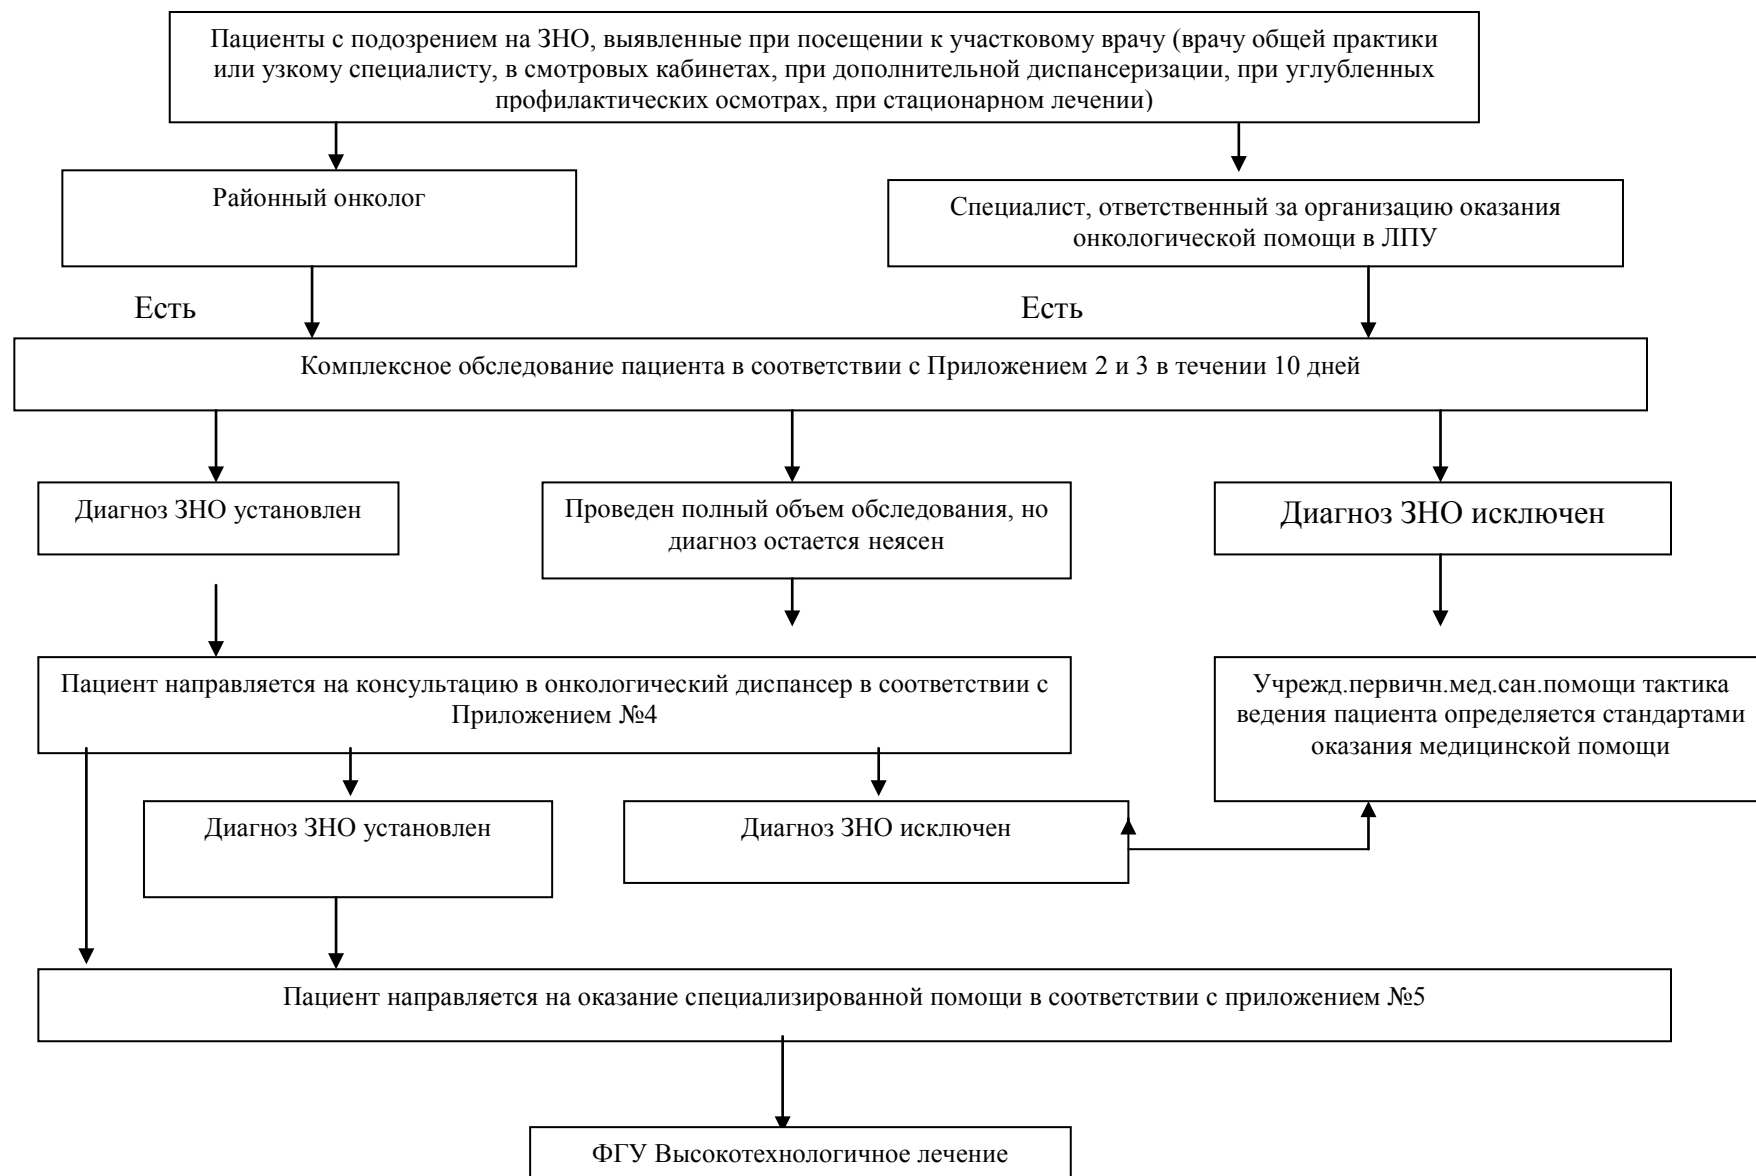 Пациенты с подозрением на ЗНО, выявленные при посещении к участковому врачу (врачу общей практики
или узкому специалисту, в смотровых кабинетах, при дополнительной диспансеризации, при углубленных
профилактических осмотрах, при стационарном лечении)
Районный онколог
Специалист, ответственный за организацию оказания
онкологической помощи в ЛПУ
Есть
Есть
Комплексное обследование пациента в соответствии с Приложением 2 и 3 в течении 10 дней
Диагноз ЗНО установлен
Проведен полный объем обследования, но
диагноз остается неясен
Диагноз ЗНО исключен
Пациент направляется на консультацию в онкологический диспансер в соответствии с
Приложением №4
Учрежд.первичн.мед.сан.помощи тактика
ведения пациента определяется стандартами
оказания медицинской помощи
Диагноз ЗНО установлен
Диагноз ЗНО исключен
Пациент направляется на оказание специализированной помощи в соответствии с приложением №5
ФГУ Высокотехнологичное лечение